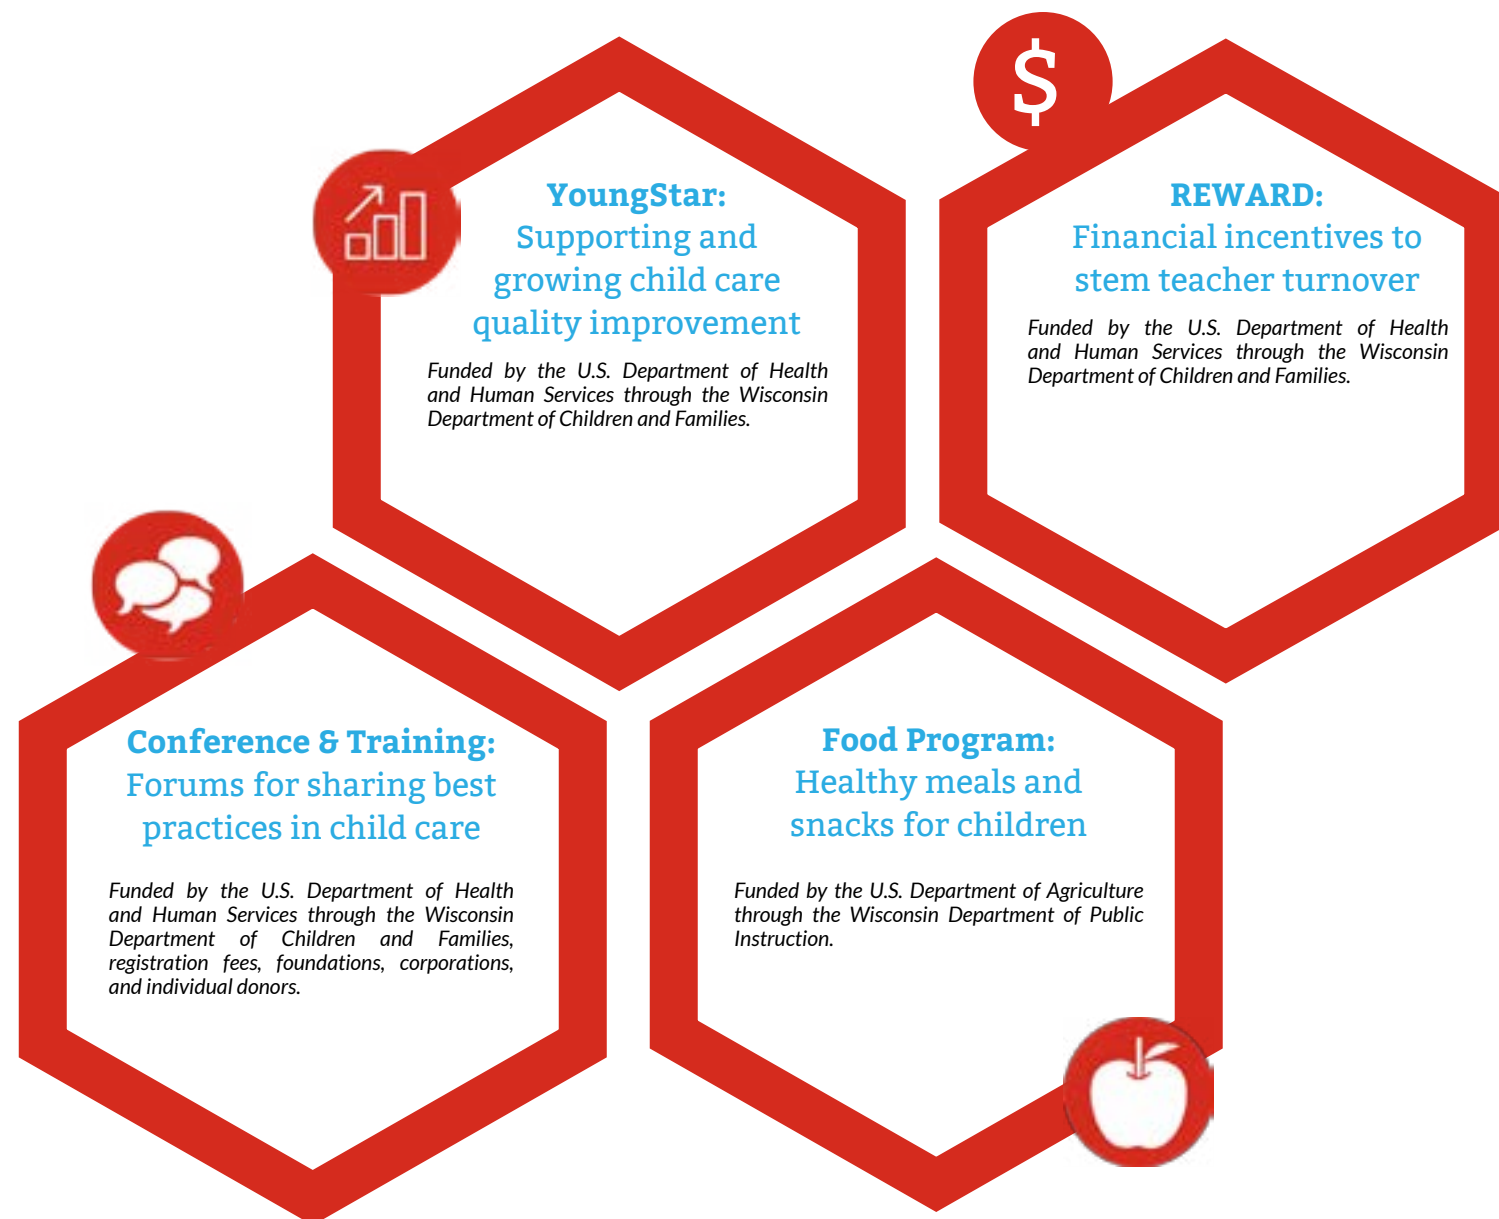 $
YoungStar:
Supporting and
growing child care
quality improvement
Funded by the U.S. Department of Health
and Human Services through the Wisconsin
Department of Children and Families.
REWARD:
Financial incentives to
stem teacher turnover
Funded by the U.S. Department of Health
and Human Services through the Wisconsin
Department of Children and Families.
Conference & Training:
Forums for sharing best
practices in child care
Funded by the U.S. Department of Health
and Human Services through the Wisconsin
Department of Children and Families,
registration fees, foundations, corporations,
and individual donors.
Food Program:
Healthy meals and
snacks for children
Funded by the U.S. Department of Agriculture
through the Wisconsin Department of Public
Instruction.